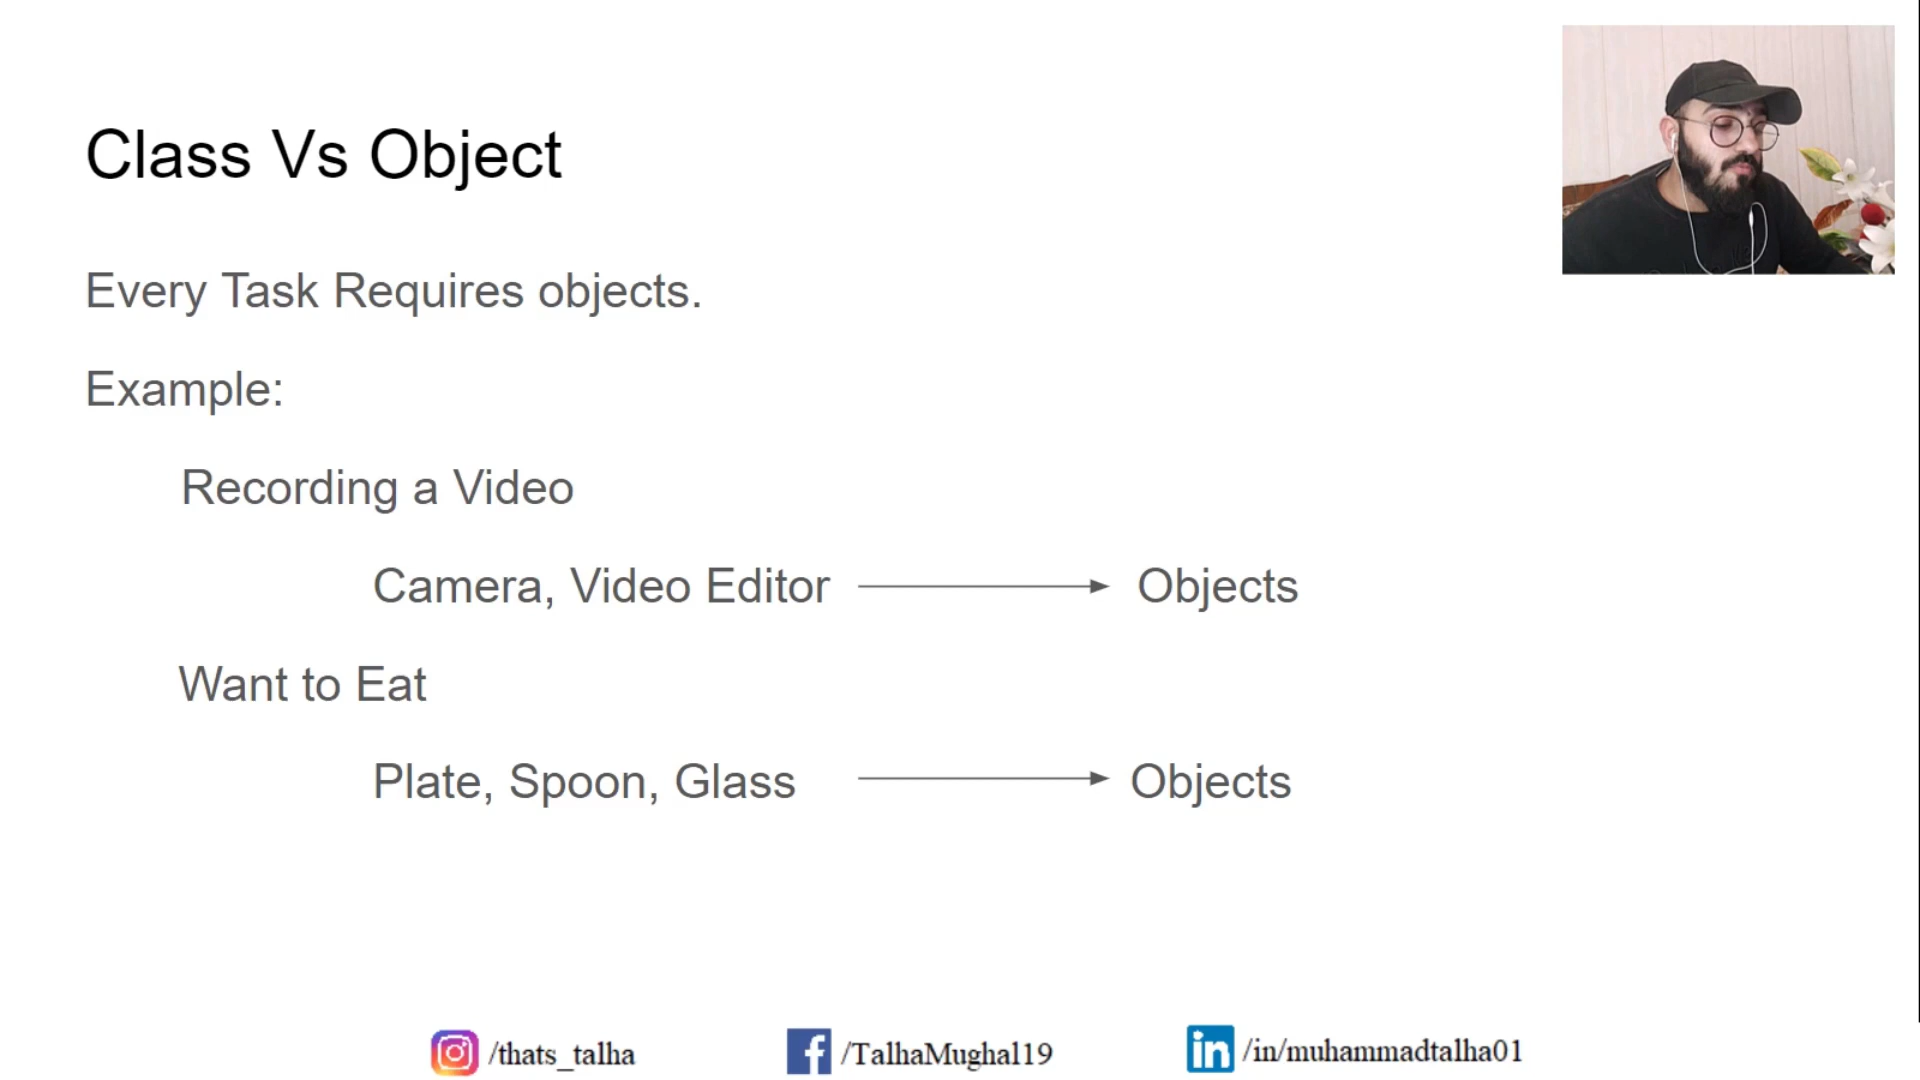 Class Vs Object
Every Task Requires objects.
Example:
Recording a Video
Camera, Video Editor Objects
Want to Eat
Plate, Spoon, Glass Objects
/thats_talha /TalhaMughal19 in /in/muhammadtalha01